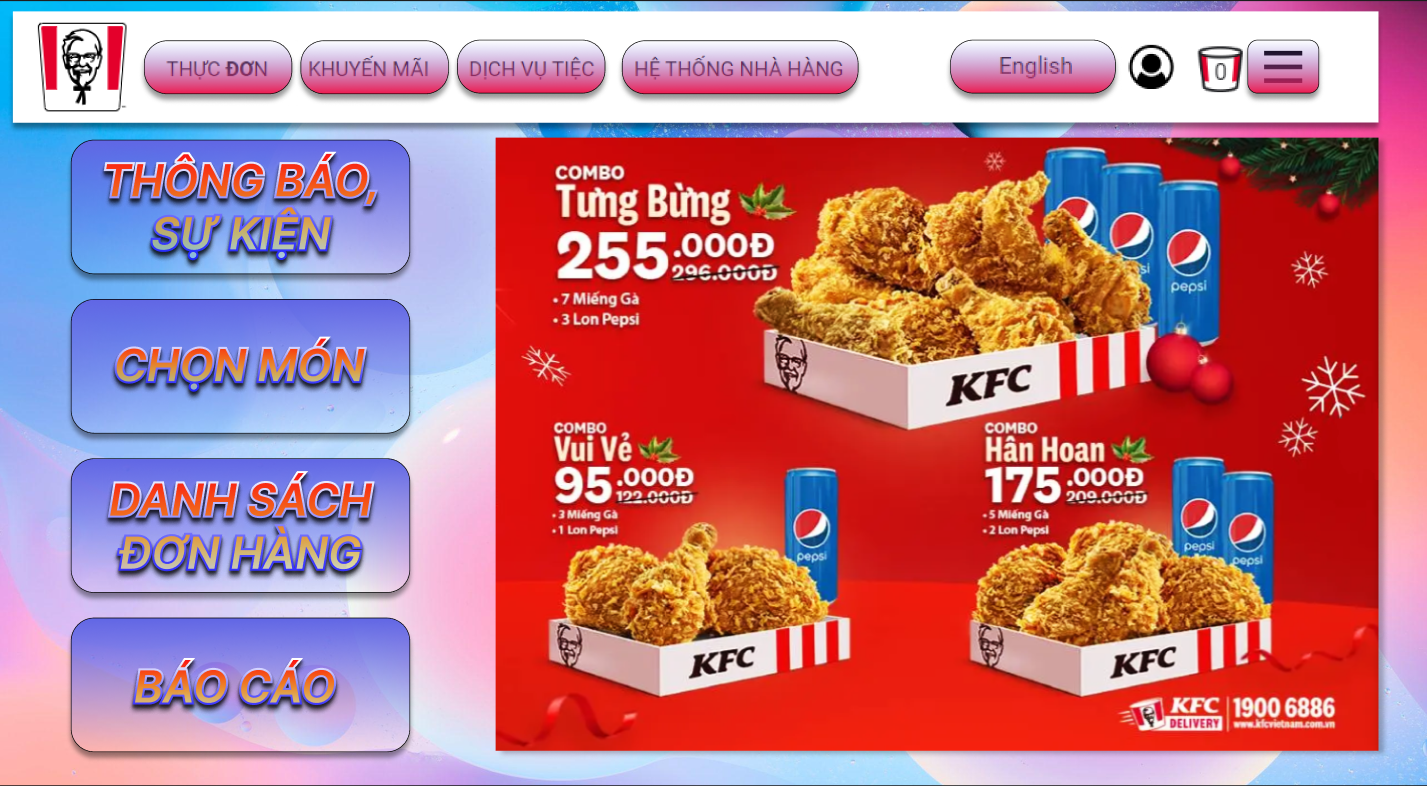 THỰC ĐƠN
KHUYẾN MÃI
DỊCH VỤ TIỆC
HỆ THỐNG NHÀ HÀNG
English
0
THÔNG BÁO,
SỰ KIỆN
CHỌN MÓN
DANH SÁCH
ĐƠN HÀNG
BÁO CÁO
COMBO
Tưng Bừng
255.000Đ
296.000Đ
• 7 Miếng Gà
• 3 Lon Pepsi
pepsi
KFC
COMBO
Vui Vẻ
95.000Đ
122.000Đ
• 3 Miếng Gà
• 1 Lon Pepsi
pepsi
KFC
COMBO
Hân Hoan
175.000Đ
209.000Đ
• 5 Miếng Gà
• 2 Lon Pepsi
pepsi
pepsi
KFC
KFC
DELIVERY
1900 6886
www.kfcvietnam.com.vn